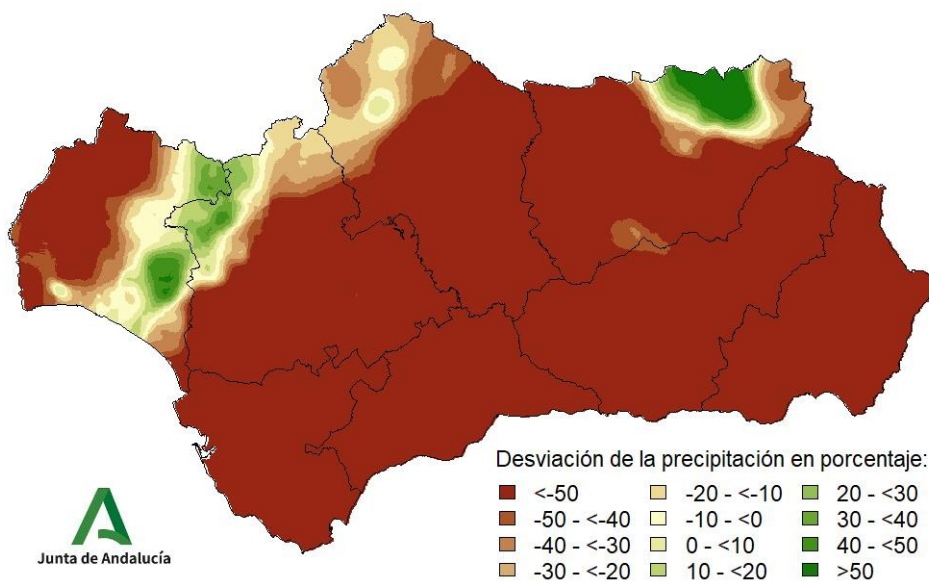 Desviación de la precipitación en porcentaje:
<-50
-50 - <-40
-40 - <-30
-30 - <-20
-20 - <-10
-10 - <0
0 - <10
10 - <20
20 - <30
30 - <40
40 - <50
>50
Junta de Andalucía